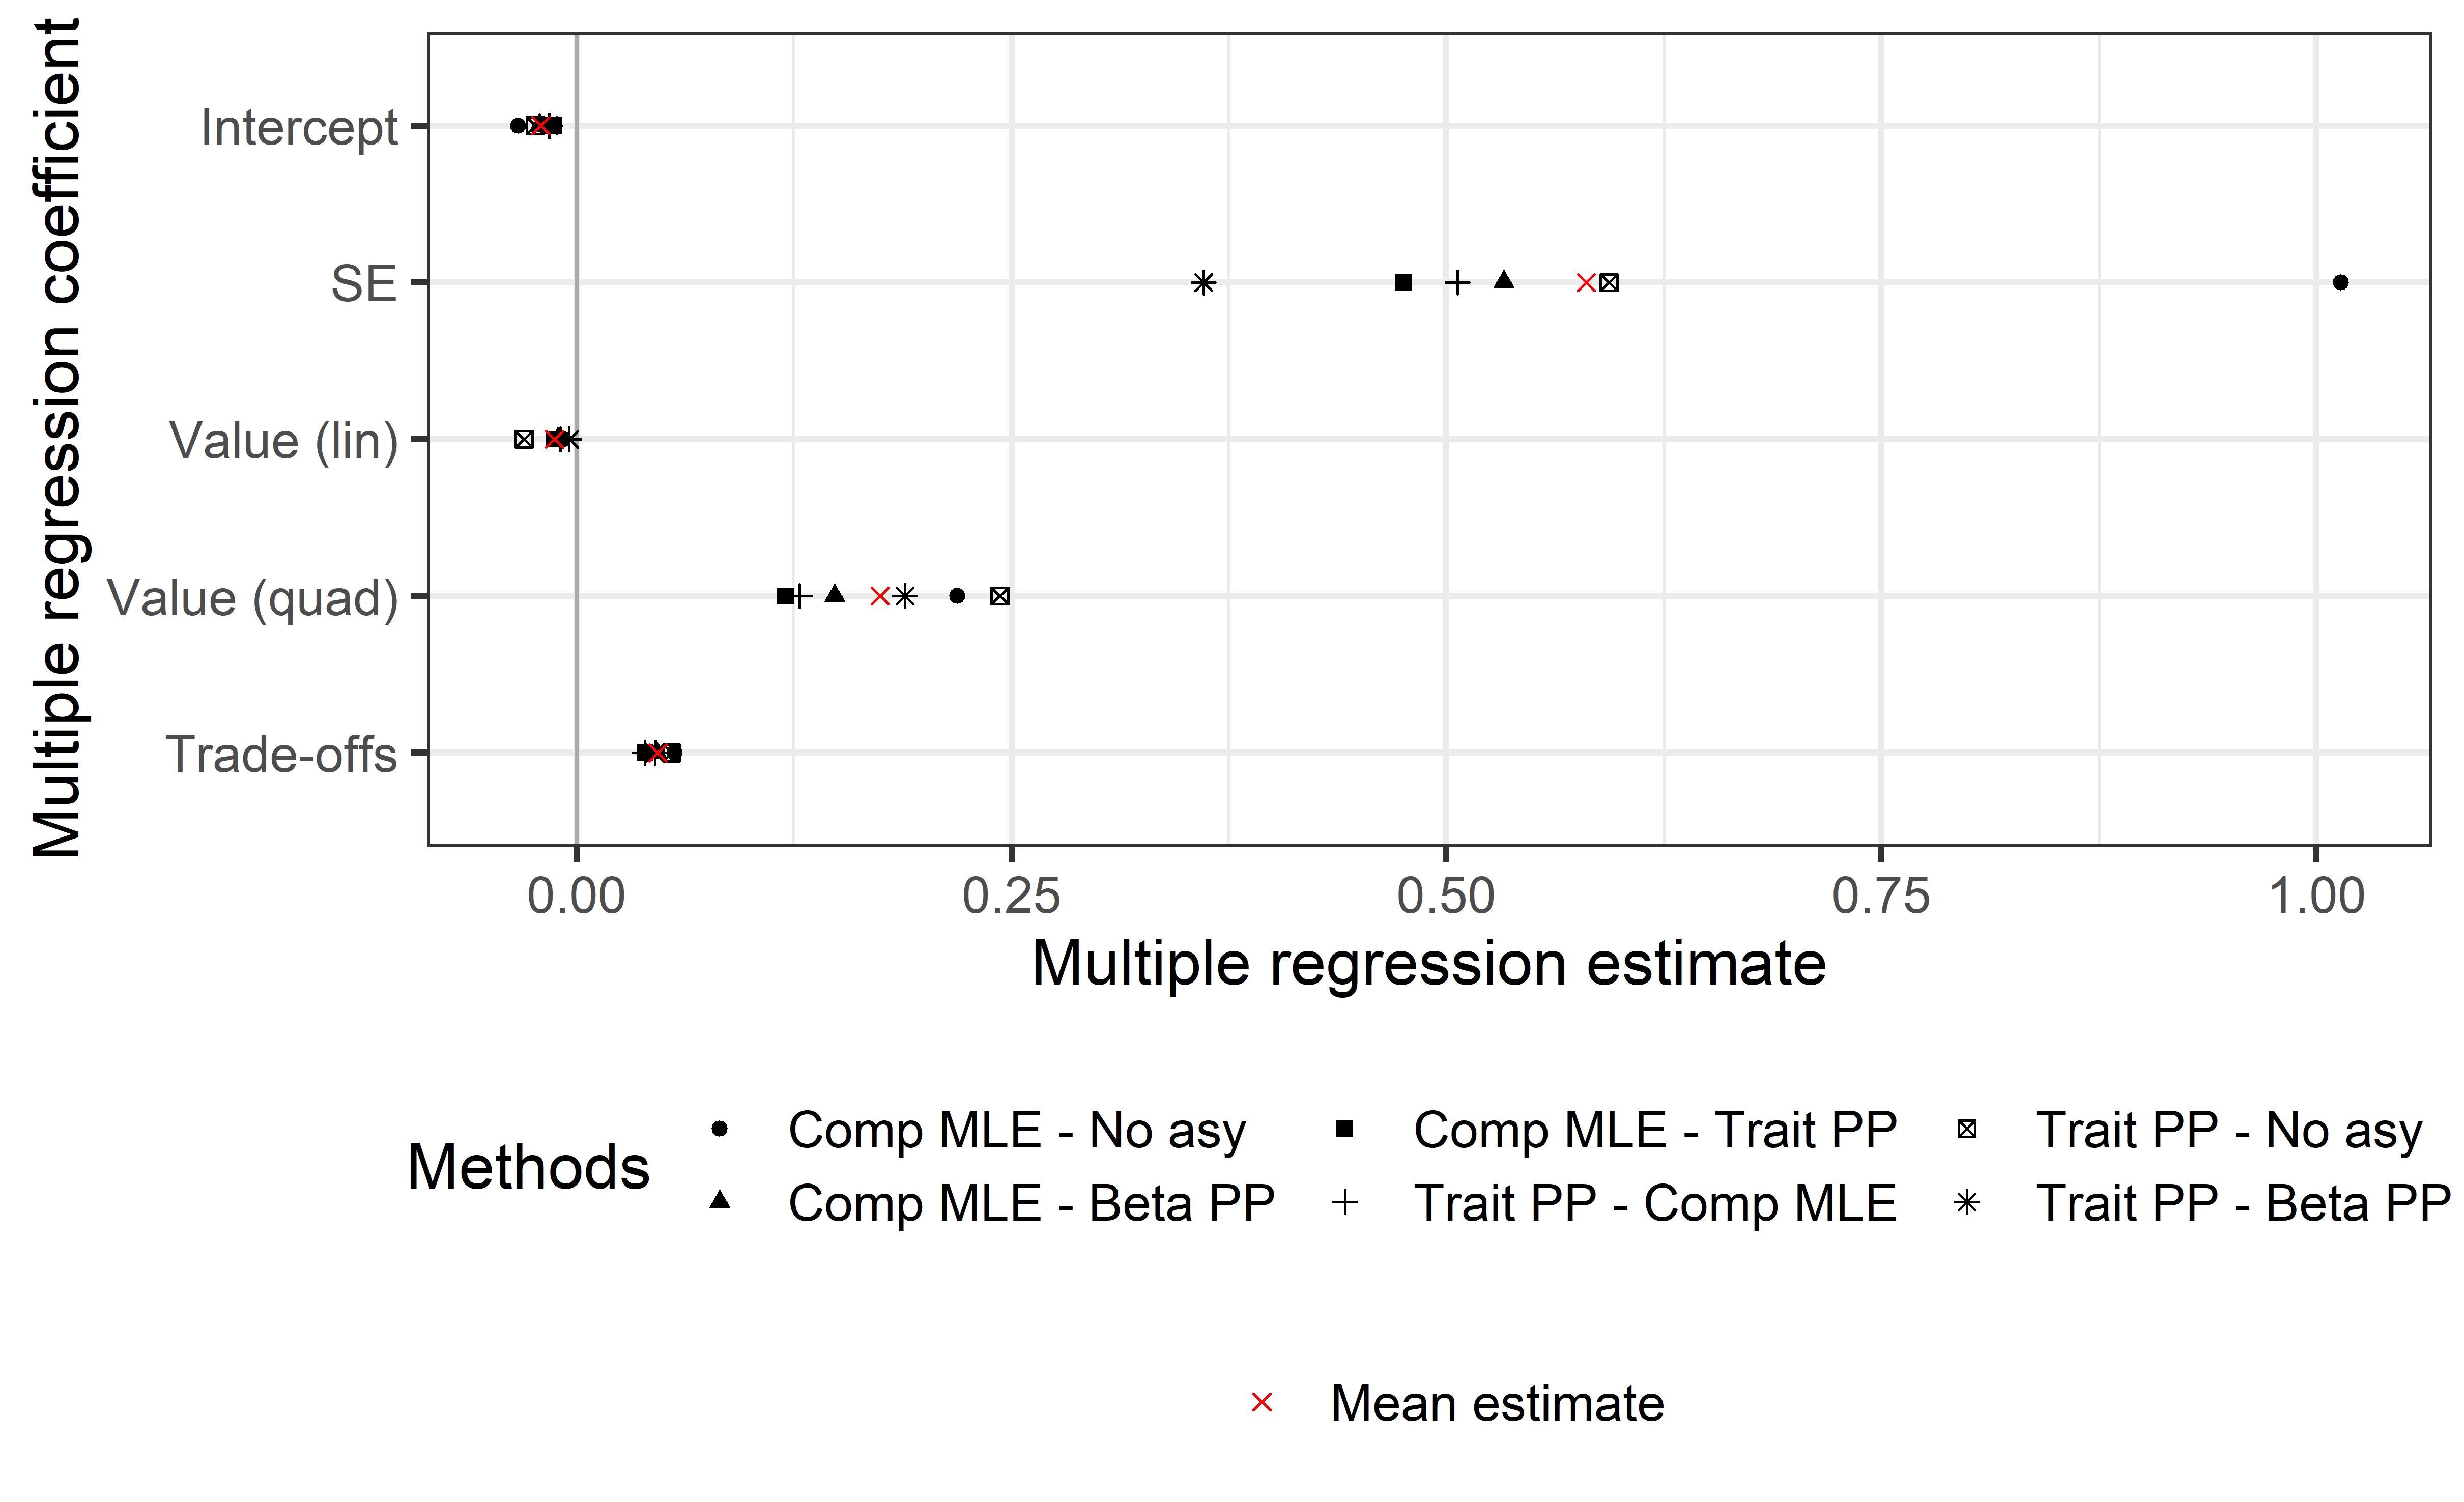 Multiple regression coefficient
Intercept
SE
Value (lin)
Value (quad)
Trade-offs
0.00 0.25 0.50 0.75 1.00
Multiple regression estimate
Methods
Comp MLE - No asy
Comp MLE - Beta PP
Comp MLE - Trait PP
Trait PP - Comp MLE
Trait PP - No asy
Trait PP - Beta PP
Mean estimate